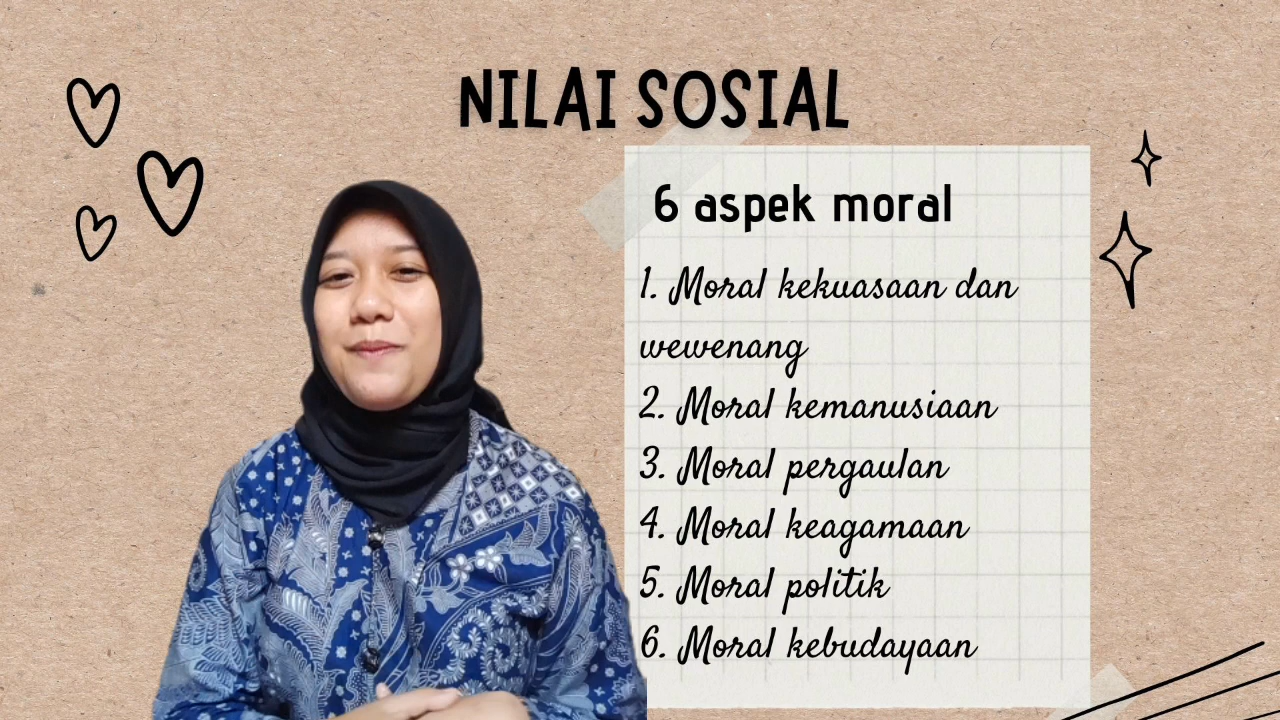 NILAI SOSIAL
6 aspek moral
1. Moral kekuasaan dan
wewenang
2. Moral kemanusiaan
3. Moral pergaulan
4. Moral keagamaan
5. Moral politik
6. Moral kebudayaan